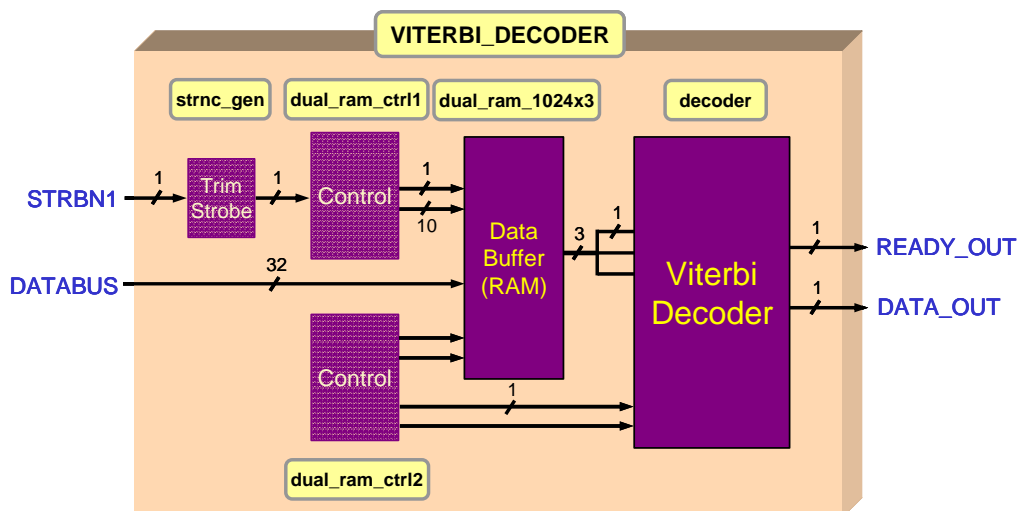 VITERBI_DECODER
strnc_gen
dual_ram_ctrl1
dual_ram_1024x3
decoder
STRBN1
1
Trim
Strobe
1
Control
1
10
Data
Buffer
(RAM)
3
1
Viterbi
Decoder
1
READY_OUT
DATABUS
32
1
DATA_OUT
Control
1
dual_ram_ctrl2